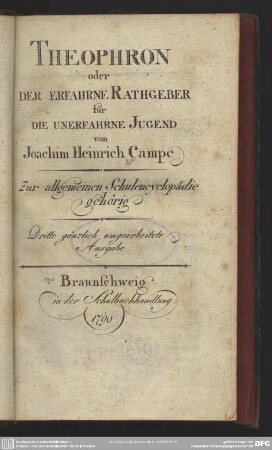 THEOPHRON
oder
DER ERFAHRNE RATHGEBER
für
DIE UNERFAHRNE JUGEND
von
Joachim Heinrich Campe
Zur allgemeinen Schulencyclopädie
gehörig
Dritte gänzlich umgearbeitete
Ausgabe
Braunschweig
in der Schulbuchhandlung
1790